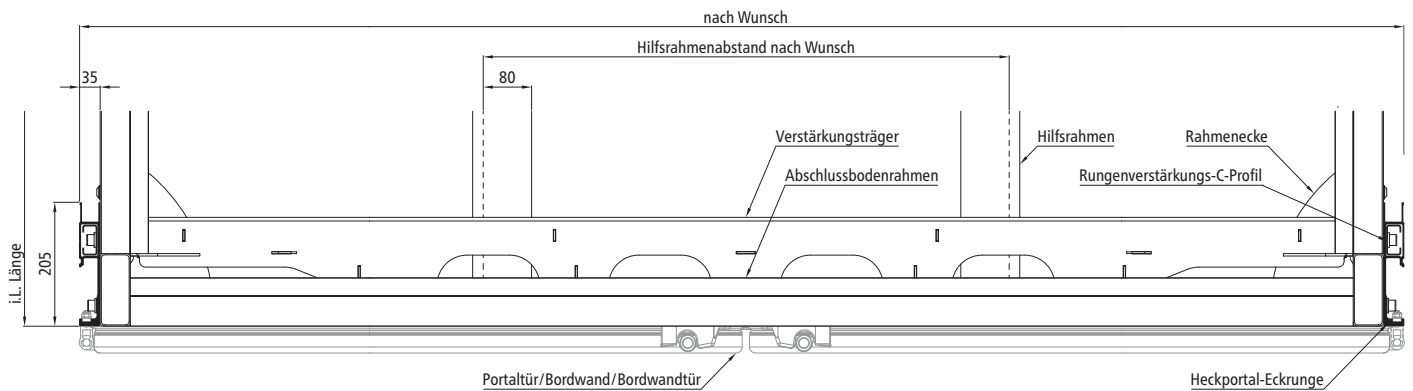 nach Wunsch
Hilfsrahmenabstand nach Wunsch
35
80
Verstärkungsträger
Hilfsrahmen
Rahmenecke
Abschlussbodenrahmen
Rungenverstärkungs-C-Profil
205
i.L. Länge
Portaltür/Bordwand/Bordwandtür
Heckportal-Eckrunge